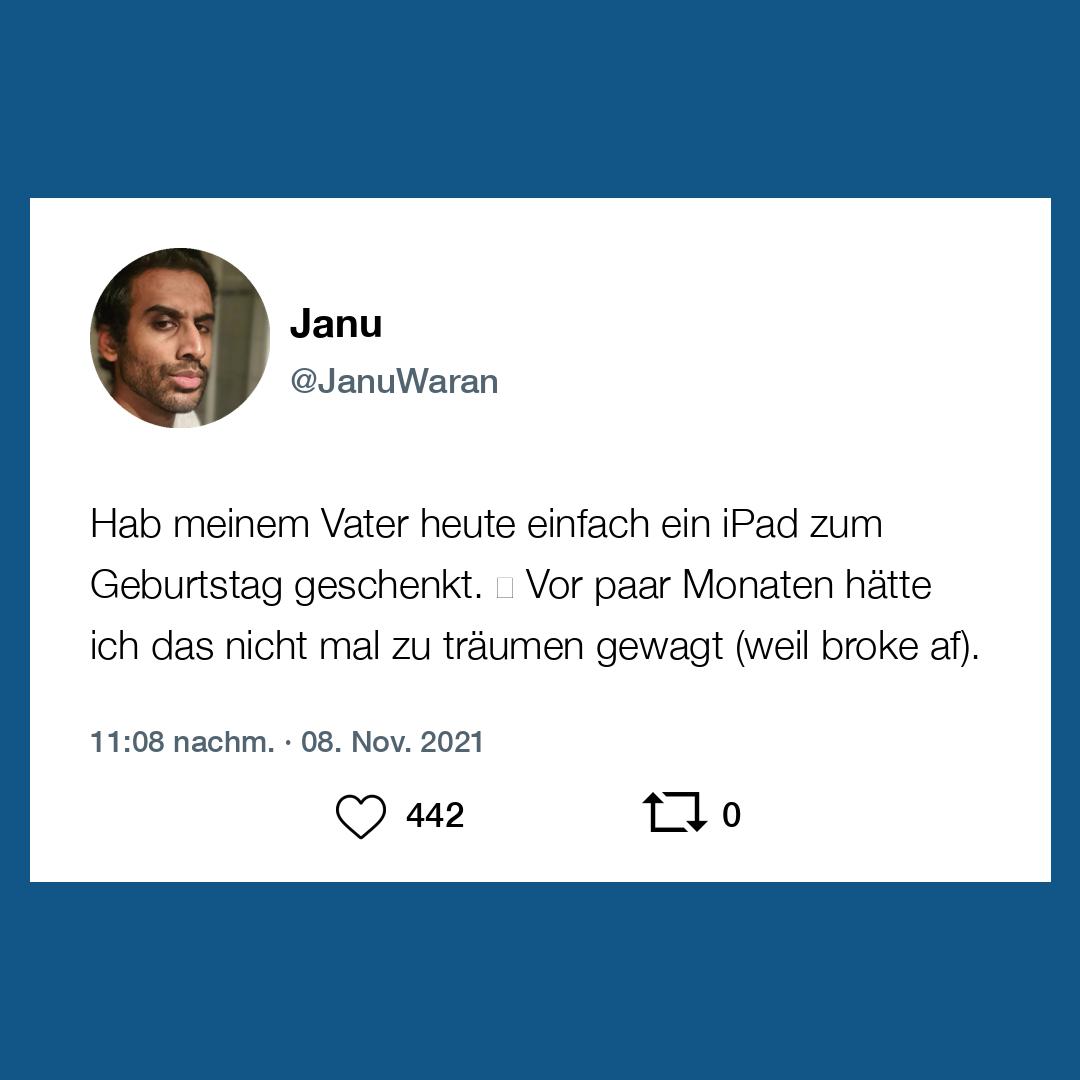 Janu
@JanuWaran
Hab meinem Vater heute einfach ein iPad zum
Geburtstag geschenkt. □ Vor paar Monaten hätte
ich das nicht mal zu träumen gewagt (weil broke af).
11:08 nachm. · 08. Nov. 2021
442 0